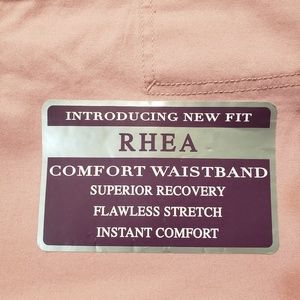 INTRODUCING NEW FIT
RHEA
COMFORT WAISTBAND
SUPERIOR RECOVERY
FLAWLESS STRETCH
INSTANT COMFORT